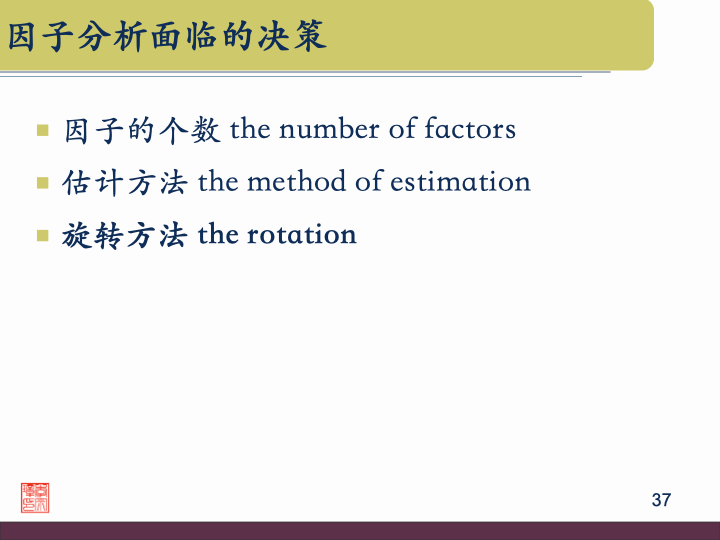 因子分析面临的决策
因子的个数 the number of factors
估计方法 the method of estimation
旋转方法 the rotation
37